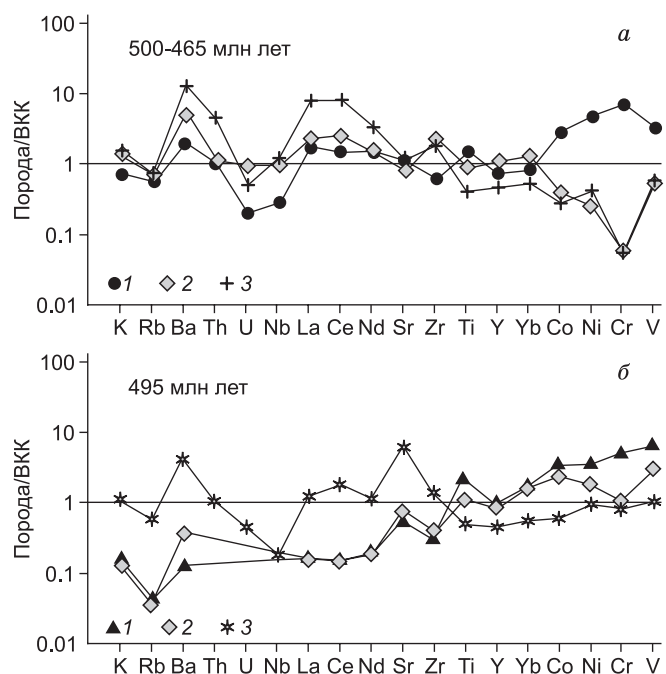 100
500-465 млн лет
а
10
1
0.1
0.01
Порода/ВКК
1 2 3
K Rb Ba Th U Nb La Ce Nd Sr Zr Ti Y Yb Co Ni Cr V
100
495 млн лет
б
10
1
0.1
0.01
Порода/ВКК
1 2 3
K Rb Ba Th U Nb La Ce Nd Sr Zr Ti Y Yb Co Ni Cr V